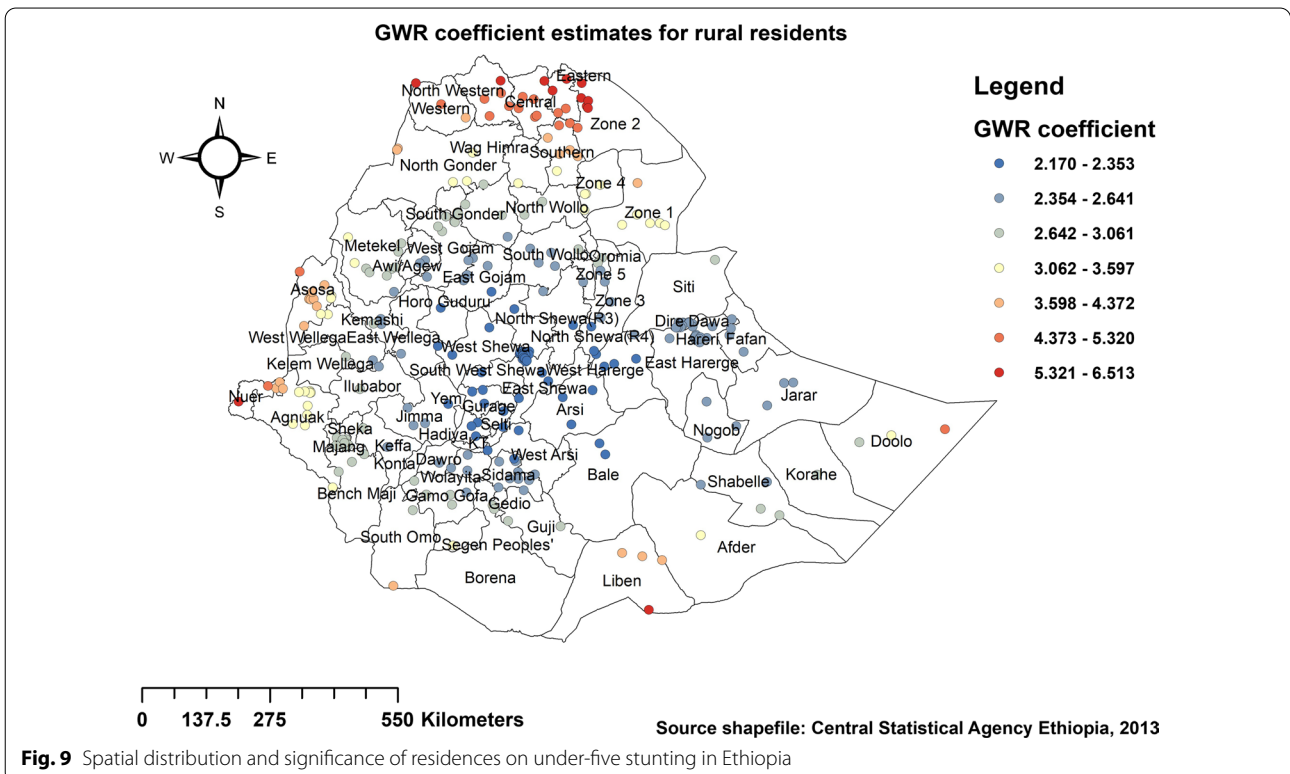 GWR coefficient estimates for rural residents
N
W E
S
Legend
GWR coefficient
2.170 - 2.353
2.354 - 2.641
2.642 - 3.061
3.062 - 3.597
3.598 - 4.372
4.373 - 5.320
5.321 - 6.513
Eastern
North Western
Western Central
Zone 2
Wag Himra Southern
North Gonder
Zone 4
South Gonder North Wollo Zone 1
Metekel West Gojam South Wollo Oromia
Awi/Agew
East Gojam Zone 5
Siti
Asosa
Horo Guduru Zone 3
Kemashi North Shewa(R3) Dire Dawa
West Wellega East Wellega North Shewa(R4) Hareri Fafan
West Shewa
Kelem Wellega South West Shewa West Harerge East Harerge
Ilubabor East Shewa
Nuer Yem Jarar
Agnuak Jimma Gurage Arsi
Sheka Hadiya Selti Nogob
Majang Keffa KT Doolo
Konta Dawro West Arsi Bale
Wolayita Sidama Shabelle Korahe
Bench Maji Gamo Gofa Gedio
Guji
South Omo Segen Peoples' Afder
Borena Liben
0 137.5 275 550 Kilometers
Source shapefile: Central Statistical Agency Ethiopia, 2013
Fig. 9 Spatial distribution and significance of residences on under-five stunting in Ethiopia